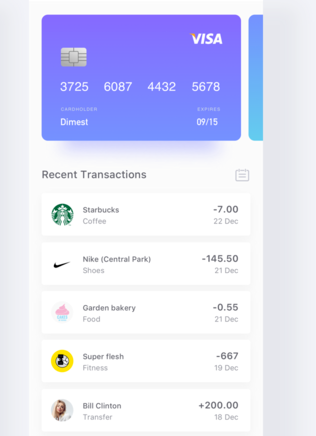 VISA
3725 6087 4432 5678
CARDHOLDER EXPIRED
Dimest 09/15
Recent Transactions
Starbucks -7.00
Coffee 22 Dec
Nike (Central Park) -145.50
Shoes 21 Dec
Garden bakery -0.55
Food 21 Dec
Super flesh -667
Fitness 19 Dec
Bill Clinton +200.00
Transfer 18 Dec